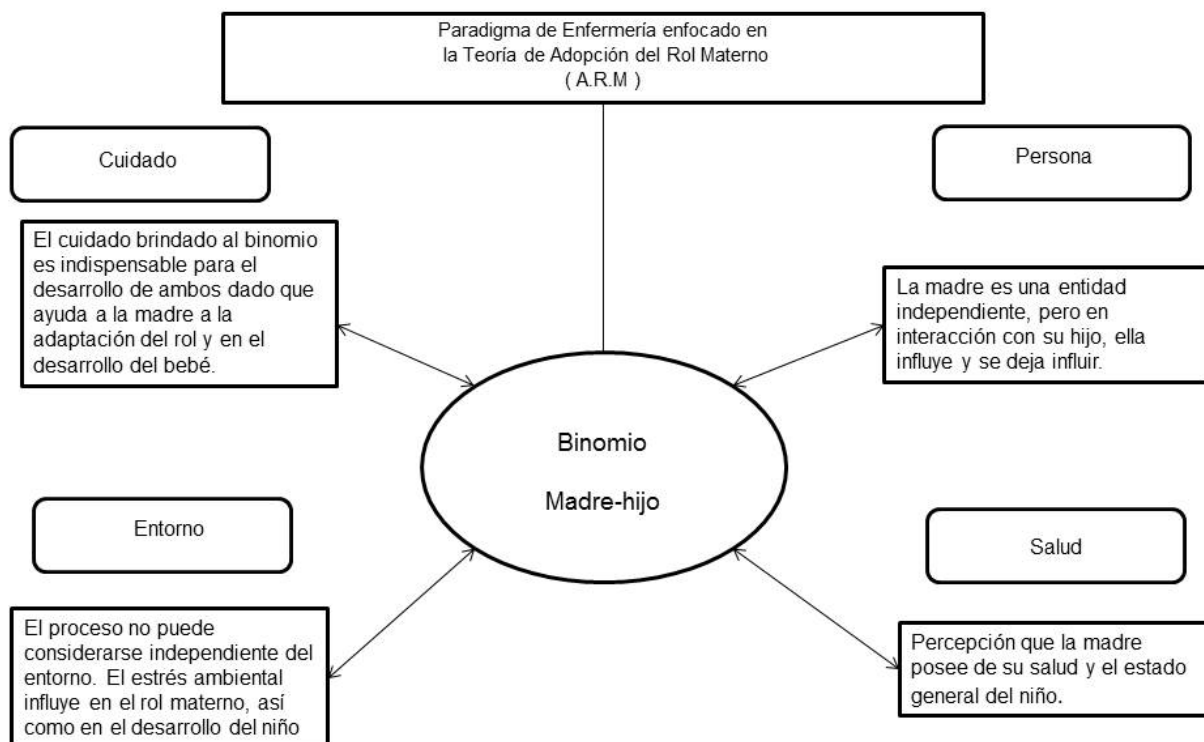 Paradigma de Enfermería enfocado en
la Teoría de Adopción del Rol Materno
( A.R.M )
Cuidado
El cuidado brindado al binomio
es indispensable para el
desarrollo de ambos dado que
ayuda a la madre a la
adaptación del rol y en el
desarrollo del bebé.
Persona
La madre es una entidad
independiente, pero en
interacción con su hijo, ella
influye y se deja influir.
Binomio
Madre-hijo
Entorno
El proceso no puede
considerarse independiente del
entorno. El estrés ambiental
influye en el rol materno, así
como en el desarrollo del niño
Salud
Percepción que la madre
posee de su salud y el estado
general del niño.